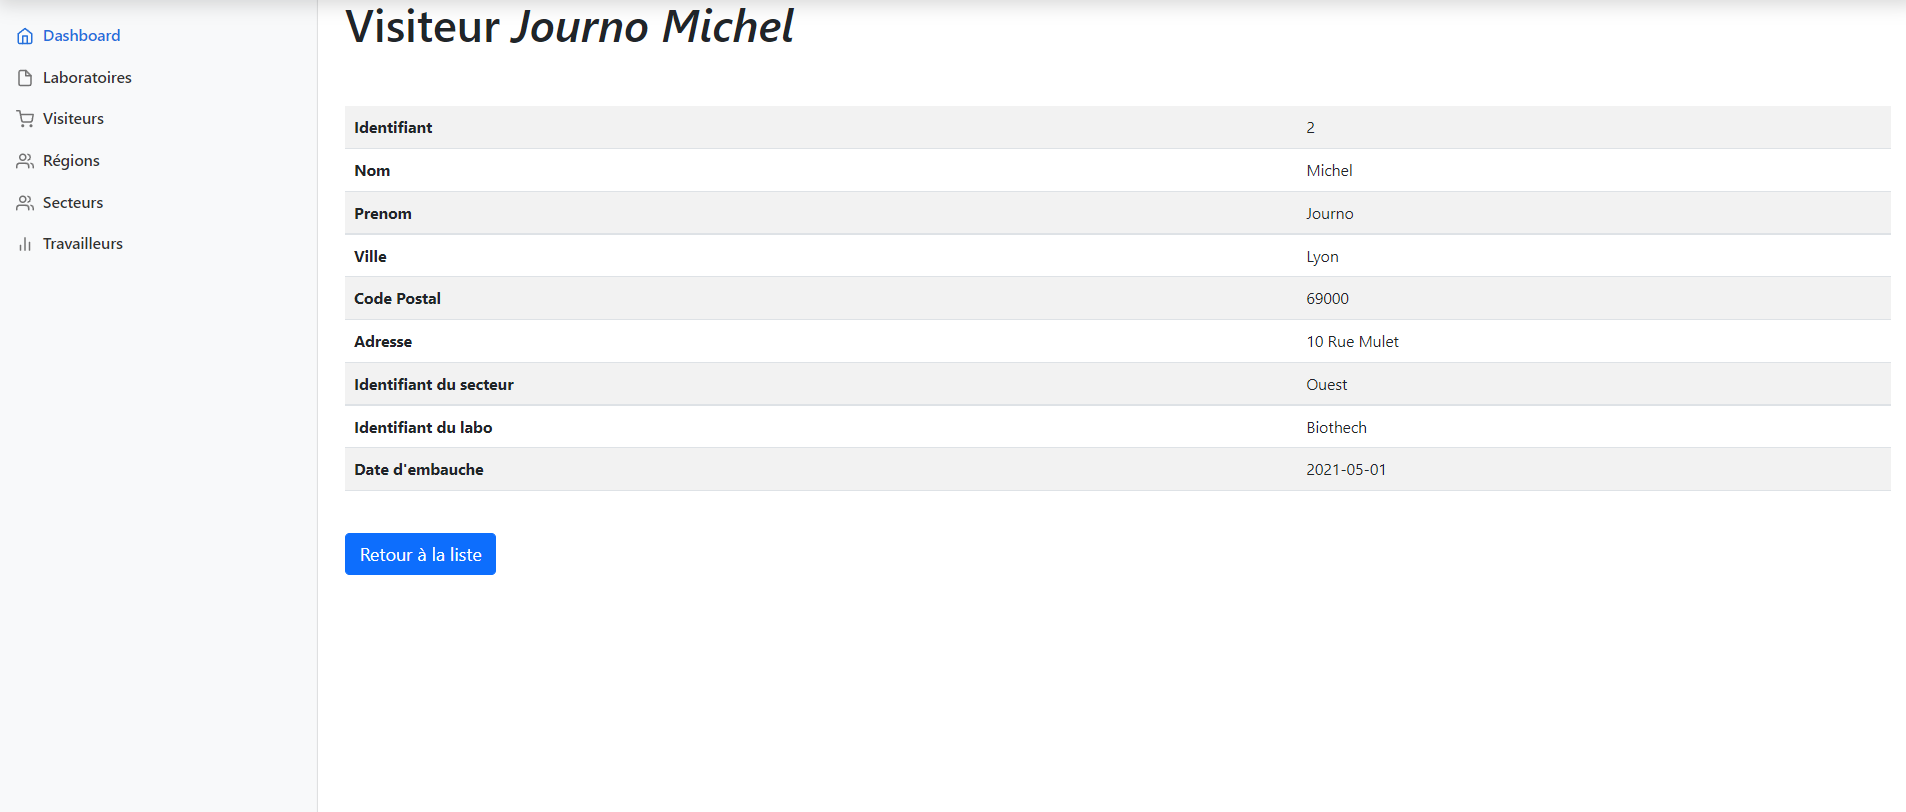 Dashboard
Laboratoires
Visiteurs
Régions
Secteurs
Travailleurs
Visiteur Journo Michel
Identifiant 2
Nom Michel
Prenom Journo
Ville Lyon
Code Postal 69000
Adresse 10 Rue Mulet
Identifiant du secteur Ouest
Identifiant du labo Biothech
Date d'embauche 2021-05-01
Retour à la liste